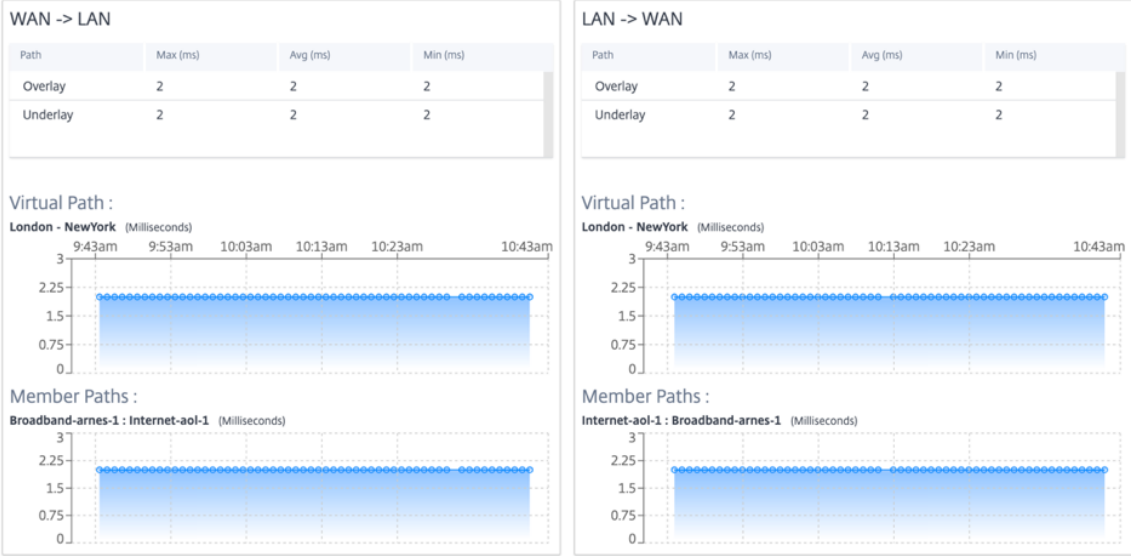 WAN -> LAN
Path Max (ms) Avg (ms) Min (ms)
Overlay 2 2 2
Underlay 2 2 2
Virtual Path :
London - NewYork (Milliseconds)
9:43am 9:53am 10:03am 10:13am 10:23am 10:43am
3
2.25
1.5
0.75
0
Member Paths :
Broadband-arnes-1 : Internet-aol-1 (Milliseconds)
3
2.25
1.5
0.75
0
LAN -> WAN
Path Max (ms) Avg (ms) Min (ms)
Overlay 2 2 2
Underlay 2 2 2
Virtual Path :
London - NewYork (Milliseconds)
9:43am 9:53am 10:03am 10:13am 10:23am 10:43am
3
2.25
1.5
0.75
0
Member Paths :
Internet-aol-1 : Broadband-arnes-1 (Milliseconds)
3
2.25
1.5
0.75
0